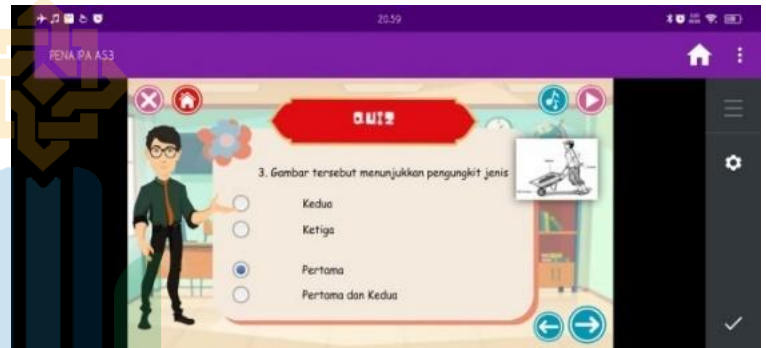 20.59
PENA IPA AS3
QUIZ
3. Gambar tersebut menunjukkan pengungkit jenis
Kedua
Ketiga
Pertama
Pertama dan Kedua